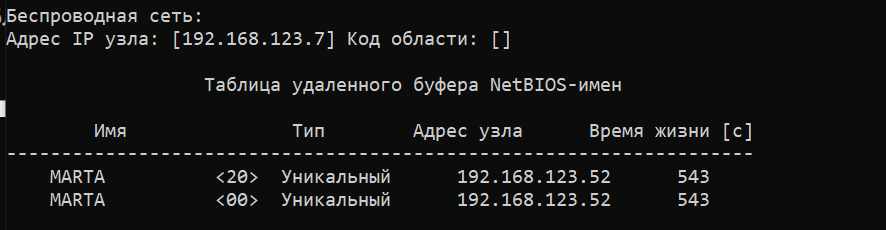 Беспроводная сеть:
Адрес IP узла: [192.168.123.7] Код области: []
Таблица удаленного буфера NetBIOS-имен
Имя Тип Адрес узла Время жизни [с]
------------------------------------------------------------
MARTA <20> Уникальный 192.168.123.52 543
MARTA <00> Уникальный 192.168.123.52 543